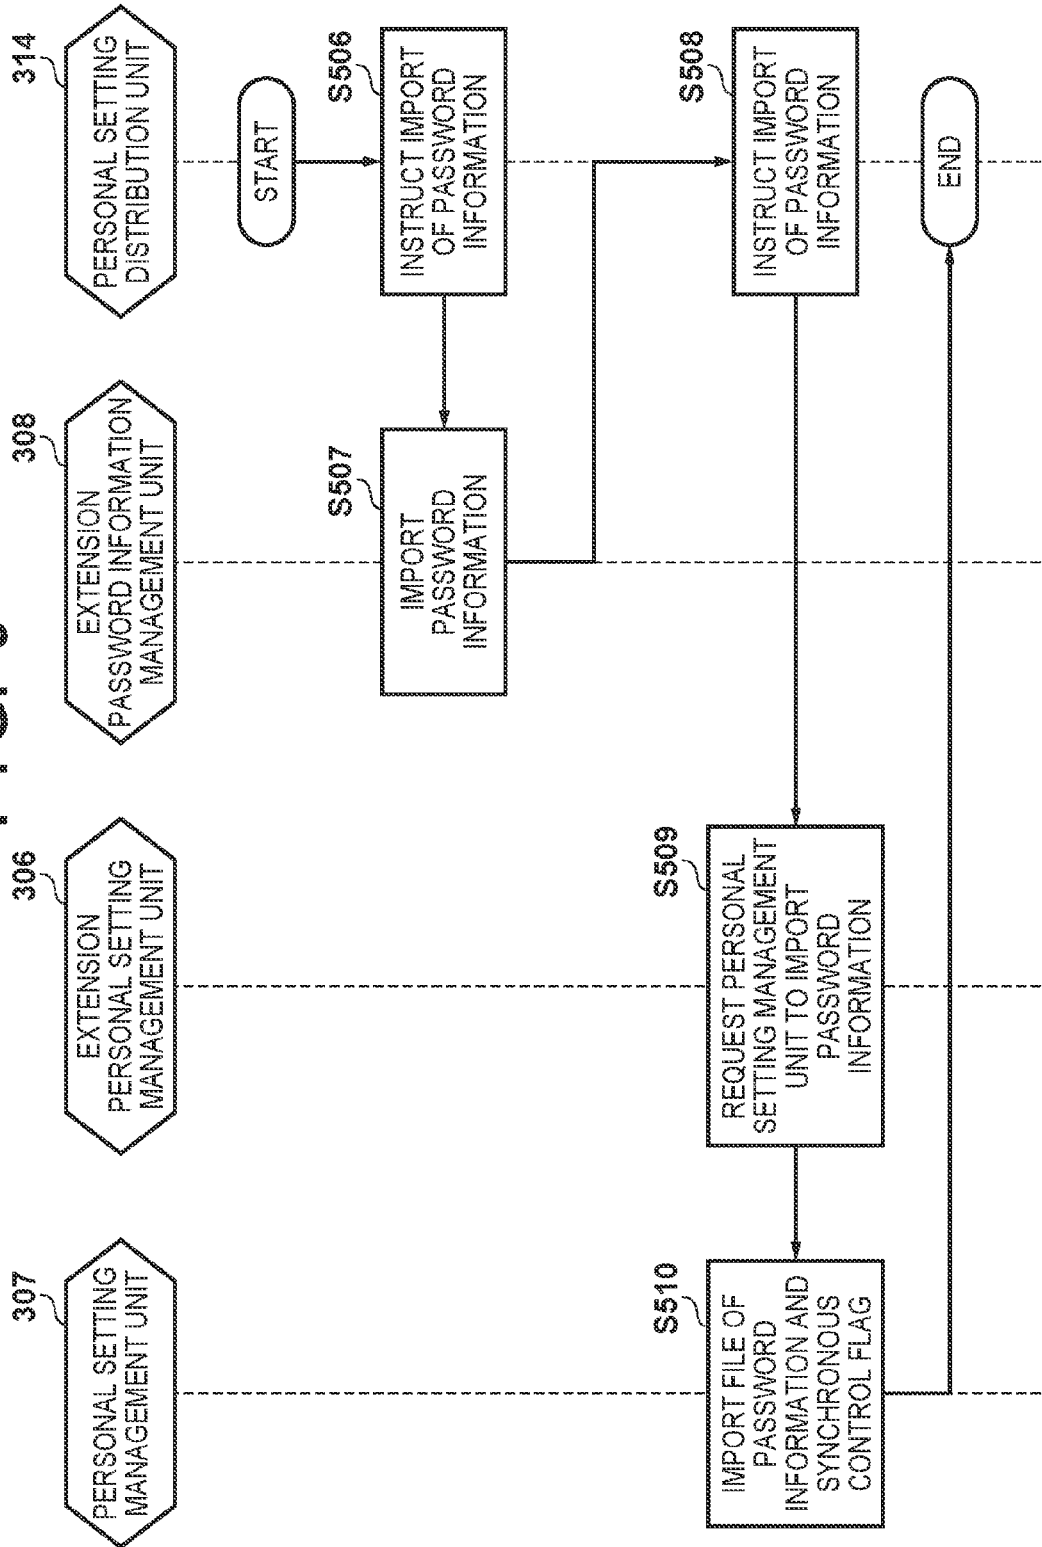 307
PERSONAL SETTING
MANAGEMENT UNIT
306
EXTENSION
PERSONAL SETTING
MANAGEMENT UNIT
308
EXTENSION
PASSWORD INFORMATION
MANAGEMENT UNIT
314
PERSONAL SETTING
DISTRIBUTION UNIT
START
S506
INSTRUCT IMPORT
OF PASSWORD
INFORMATION
S507
IMPORT
PASSWORD
INFORMATION
S508
INSTRUCT IMPORT
OF PASSWORD
INFORMATION
S509
REQUEST PERSONAL
SETTING MANAGEMENT
UNIT TO IMPORT
PASSWORD
INFORMATION
S510
IMPORT FILE OF
PASSWORD
INFORMATION AND
SYNCHRONOUS
CONTROL FLAG
END